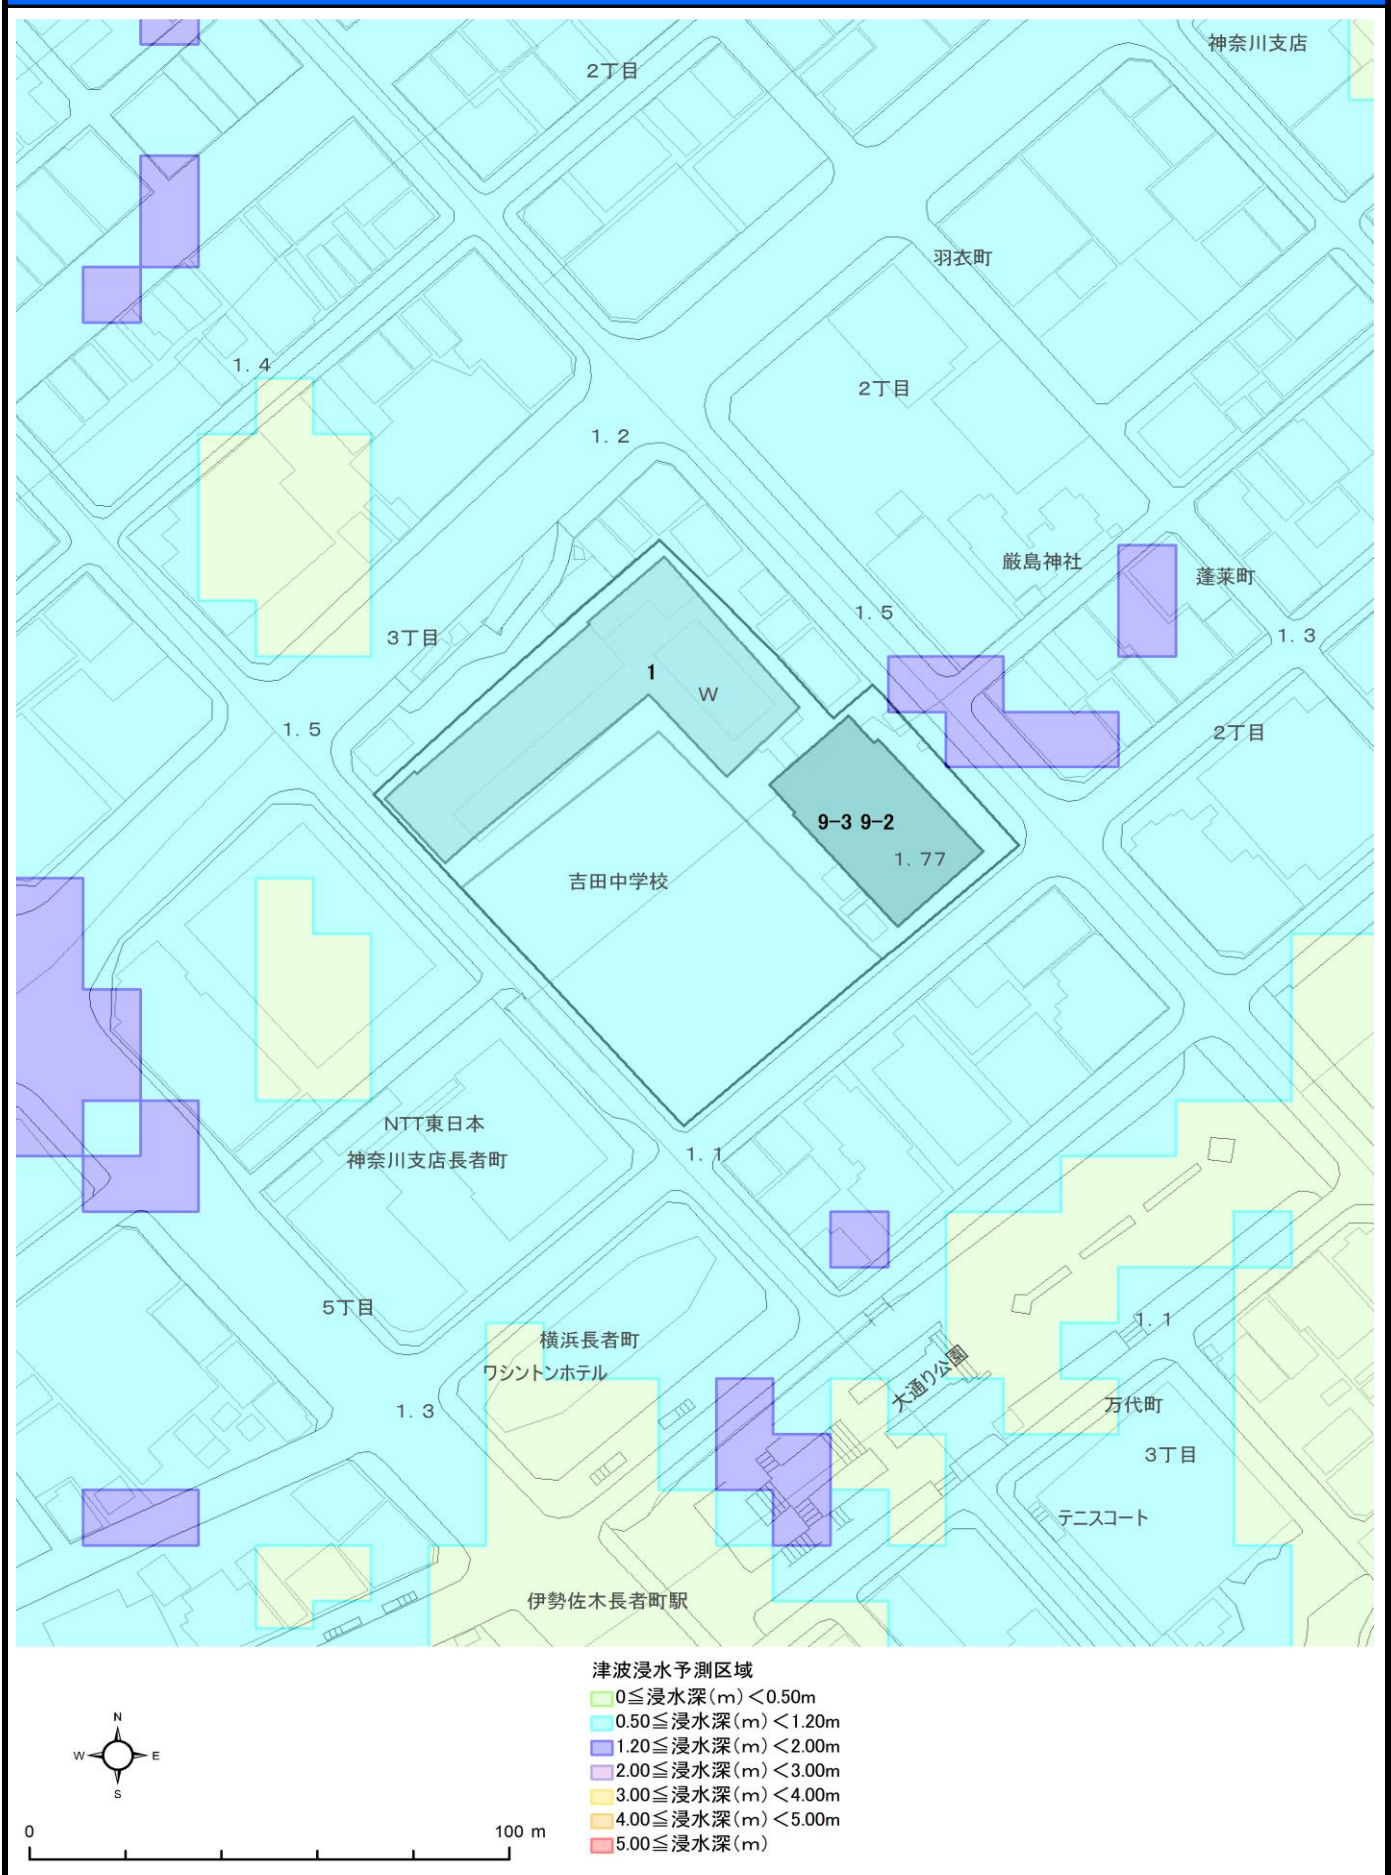 神奈川支店
2丁目
羽衣町
1.4
2丁目
1.2
厳島神社
蓬莱町
1.5
1.3
3丁目
1
W
1.5
2丁目
9-3 9-2
1.77
吉田中学校
NTT東日本
神奈川支店長者町
1.1
5丁目
横浜長者町
ワシントンホテル
1.1
大通り公園
1.3
万代町
3丁目
テニスコート
伊勢佐木長者町駅
津波浸水予測区域
0≦浸水深(m)<0.50m
0.50≦浸水深(m)<1.20m
1.20≦浸水深(m)<2.00m
2.00≦浸水深(m)<3.00m
3.00≦浸水深(m)<4.00m
4.00≦浸水深(m)<5.00m
5.00≦浸水深(m)
N
W E
S
0 100 m